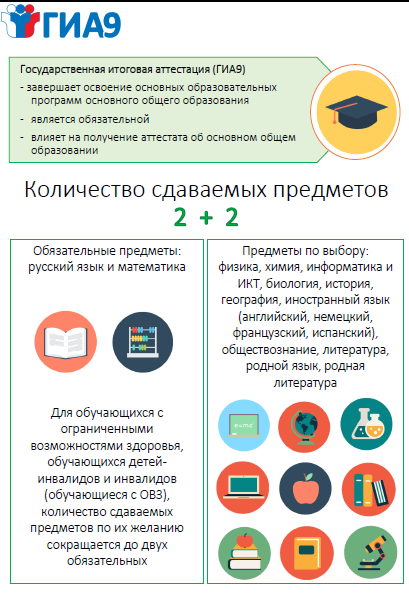 ГИА9
Государственная итоговая аттестация (ГИА9)
- завершает освоение основных образовательных
программ основного общего образования
- является обязательной
- влияет на получение аттестата об основном общем
образовании
Количество сдаваемых предметов
2 + 2
Обязательные предметы:
русский язык и математика
Для обучающихся с
ограниченными
возможностями здоровья,
обучающих детей-
инвалидов и инвалидов
(обучающиеся с ОВЗ),
количество сдаваемых
предметов по их желанию
сокращается до двух
обязательных
Предметы по выбору:
физика, химия, информатика и
ИКТ, биология, история,
география, иностранный язык
(английский, немецкий,
французский, испанский),
обществознание, литература,
родной язык, родная
литература
e=mc